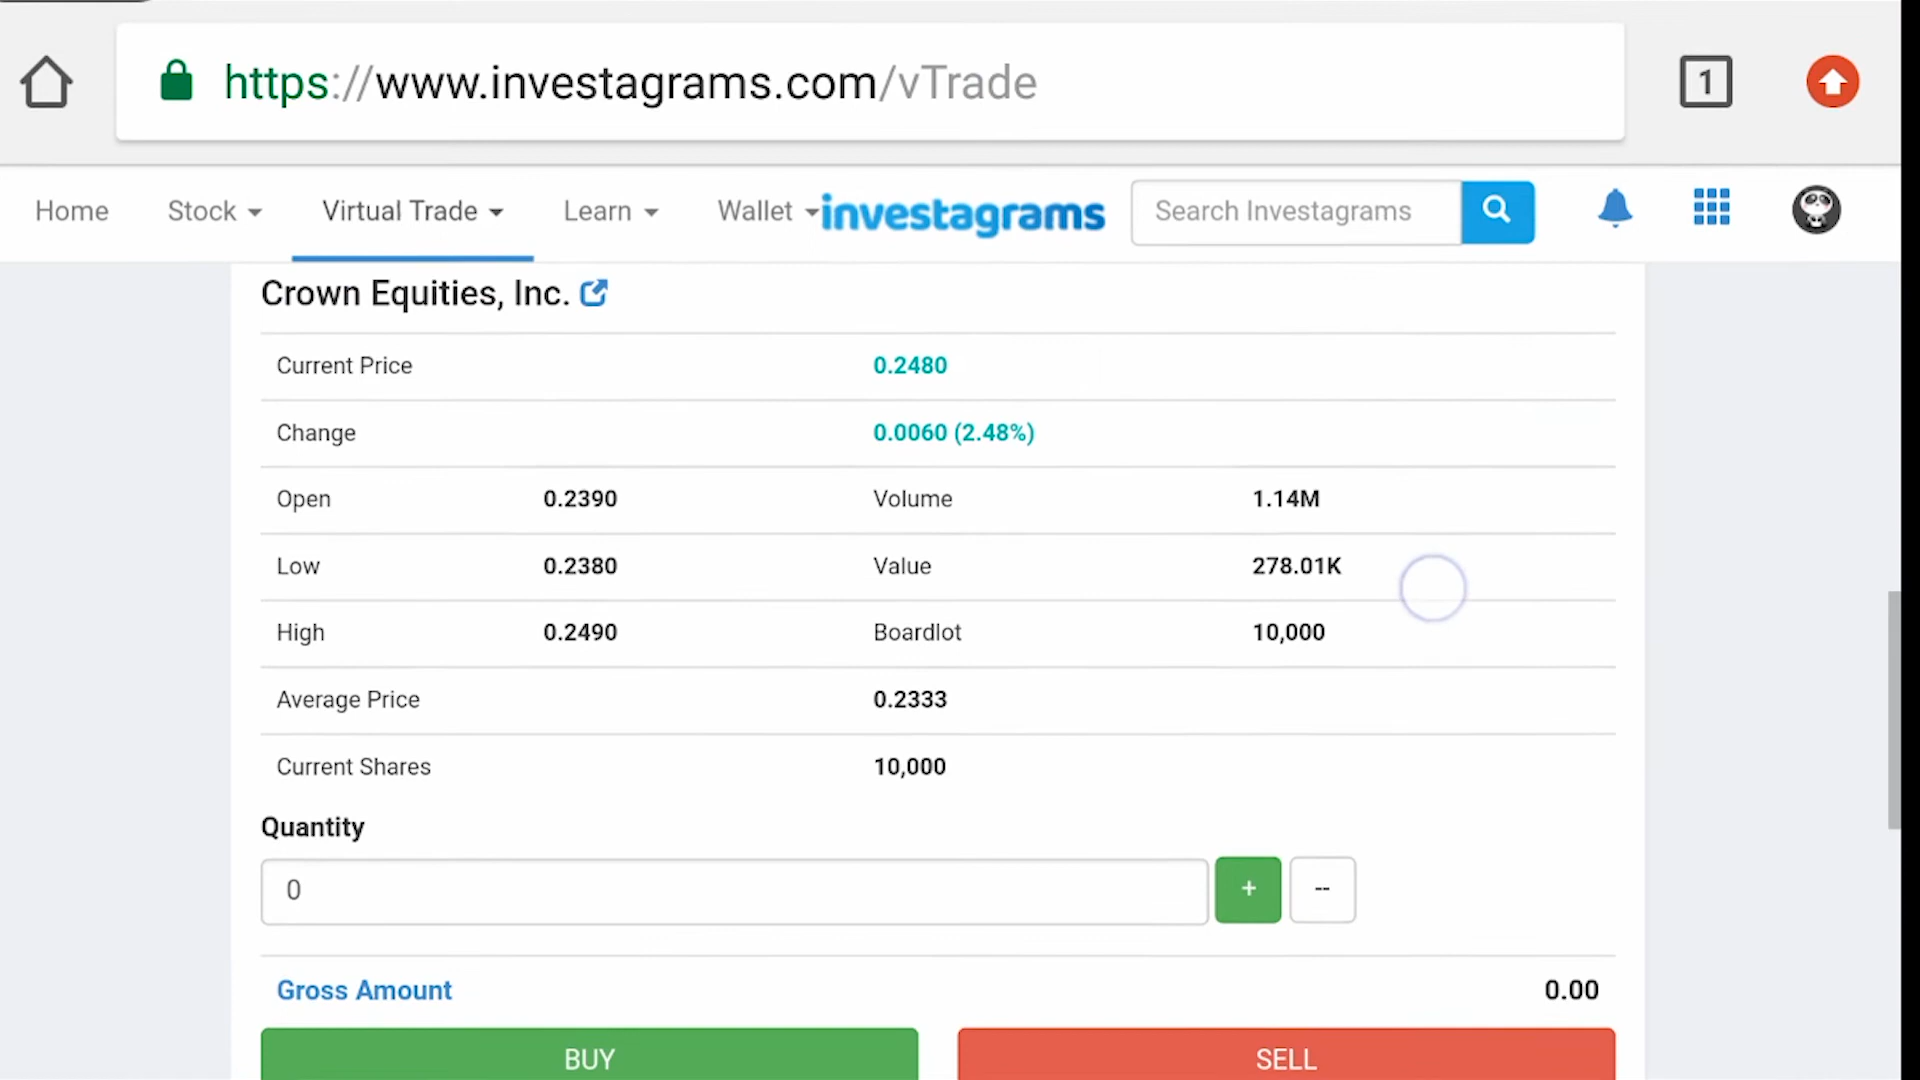 https://www.investagrams.com/vTrade
1
Home Stock Virtual Trade Learn Wallet investagrams Search Investagrams
Crown Equities, Inc.
Current Price 0.2480
Change 0.0060 (2.48%)
Open 0.2390 Volume 1.14M
Low 0.2380 Value 278.01K
High 0.2490 Boardlot 10,000
Average Price 0.2333
Current Shares 10,000
Quantity
0 + --
Gross Amount 0.00
BUY SELL